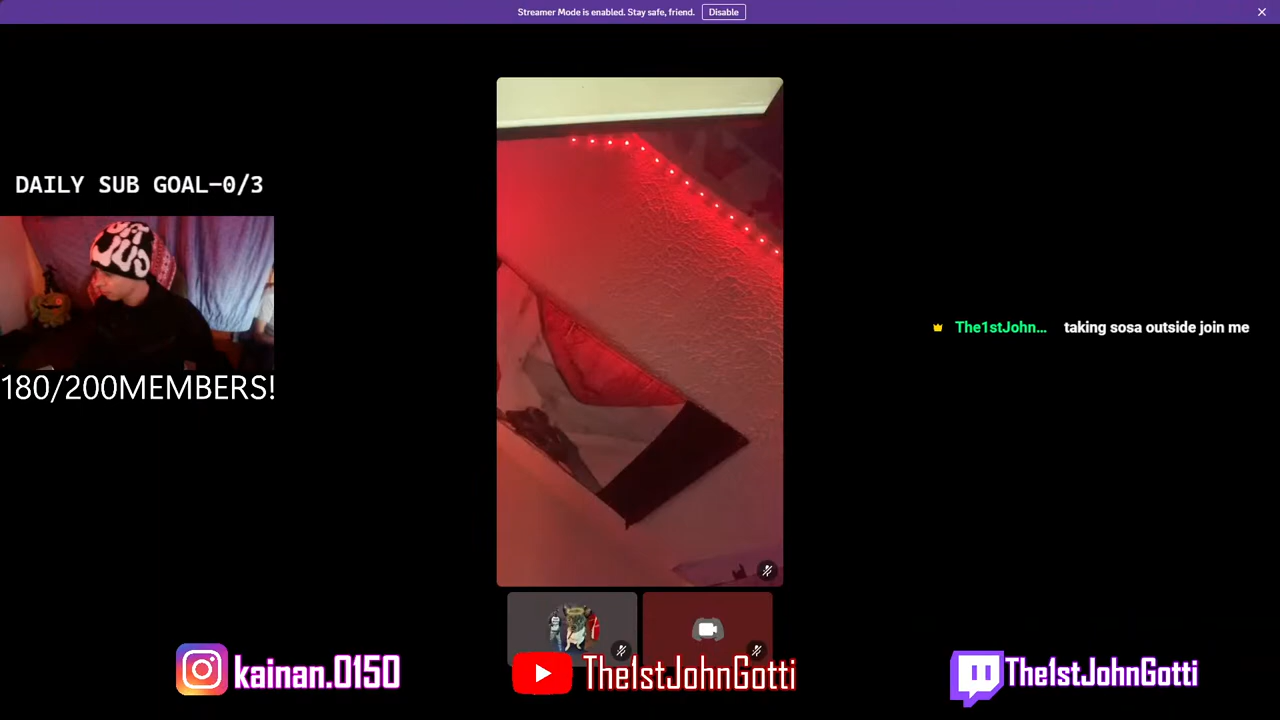 Streamer Mode is enabled. Stay safe, friend.
Disable
DAILY SUB GOAL-0/3
180/200MEMBERS!
The1stJohn… taking sosa outside join me
kainan.0150
The1stJohnGotti
The1stJohnGotti